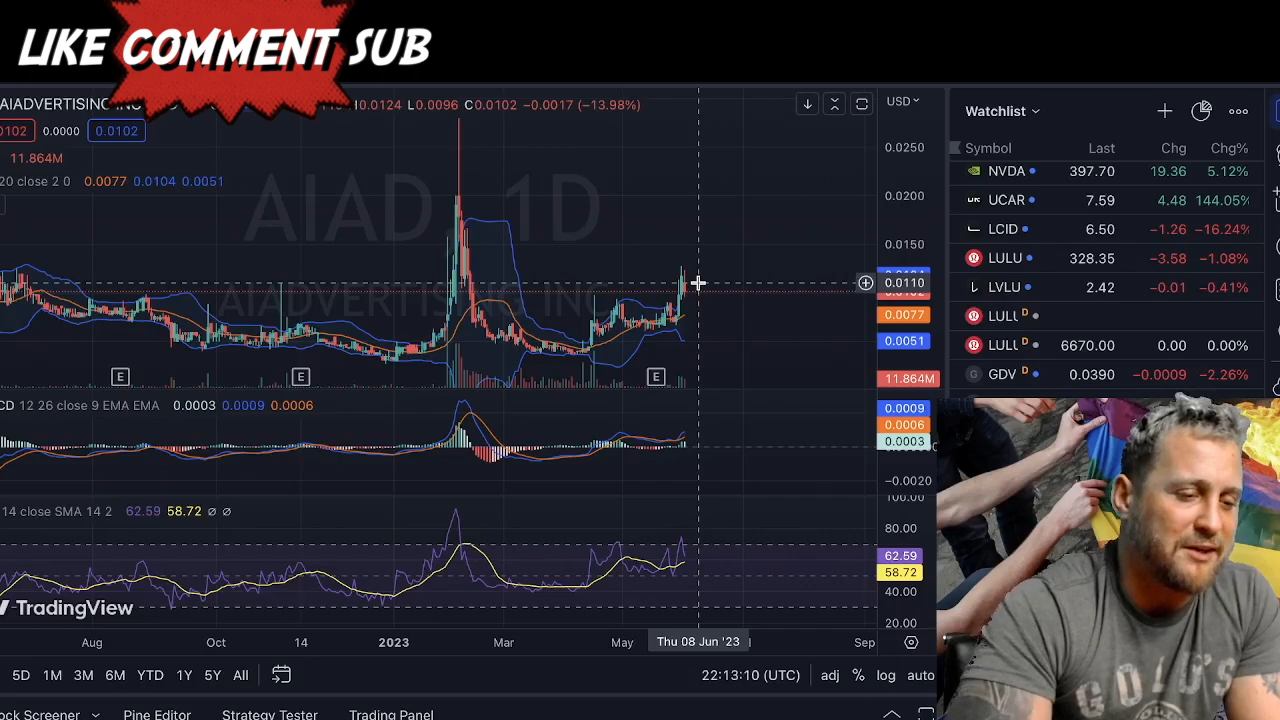 LIKE COMMENT SUB
AIADVERTISING INC
H0.0124 L0.0096 C0.0102 −0.0017 (−13.98%)
0102 0.0000 0.0102
11.864M
20 close 2 0 0.0077 0.0104 0.0051
AIAD, 1D
AIADVERTISING INC
E E E
CD 12 26 close 9 EMA EMA 0.0003 0.0009 0.0006
14 close SMA 14 2 62.59 58.72 ∅ ∅
TradingView
USD
0.0250
0.0200
0.0150
0.0110
0.0077
0.0051
11.864M
0.0009
0.0006
0.0003
−0.0020
100.00
80.00
62.59
58.72
40.00
20.00
Aug Oct 14 2023 Mar May Thu 08 Jun '23 Sep
5D 1M 3M 6M YTD 1Y 5Y All 22:13:10 (UTC) adj % log auto
ock Screener Pine Editor Strategy Tester Trading Panel
Watchlist
Symbol Last Chg Chg%
NVDA 397.70 19.36 5.12%
UCAR 7.59 4.48 144.05%
LCID 6.50 −1.26 −16.24%
LULU 328.35 −3.58 −1.08%
LVLU 2.42 −0.01 −0.41%
LULU D
LULU D 6670.00 0.00 0.00%
GDV D 0.0390 −0.0009 −2.26%
GOLD'S